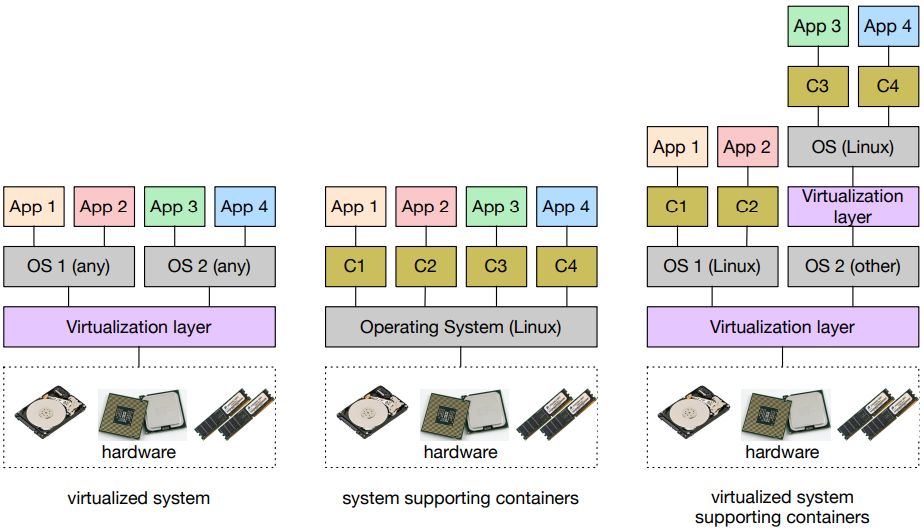 App 3
App 4
C3
C4
OS (Linux)
App 1
App 2
Virtualization
layer
C1
C2
OS 1 (Linux)
OS 2 (other)
Virtualization layer
hardware
virtualized system
supporting containers
App 1
App 2
App 3
App 4
OS 1 (any)
OS 2 (any)
Virtualization layer
hardware
virtualized system
App 1
App 2
App 3
App 4
C1
C2
C3
C4
Operating System (Linux)
hardware
system supporting containers